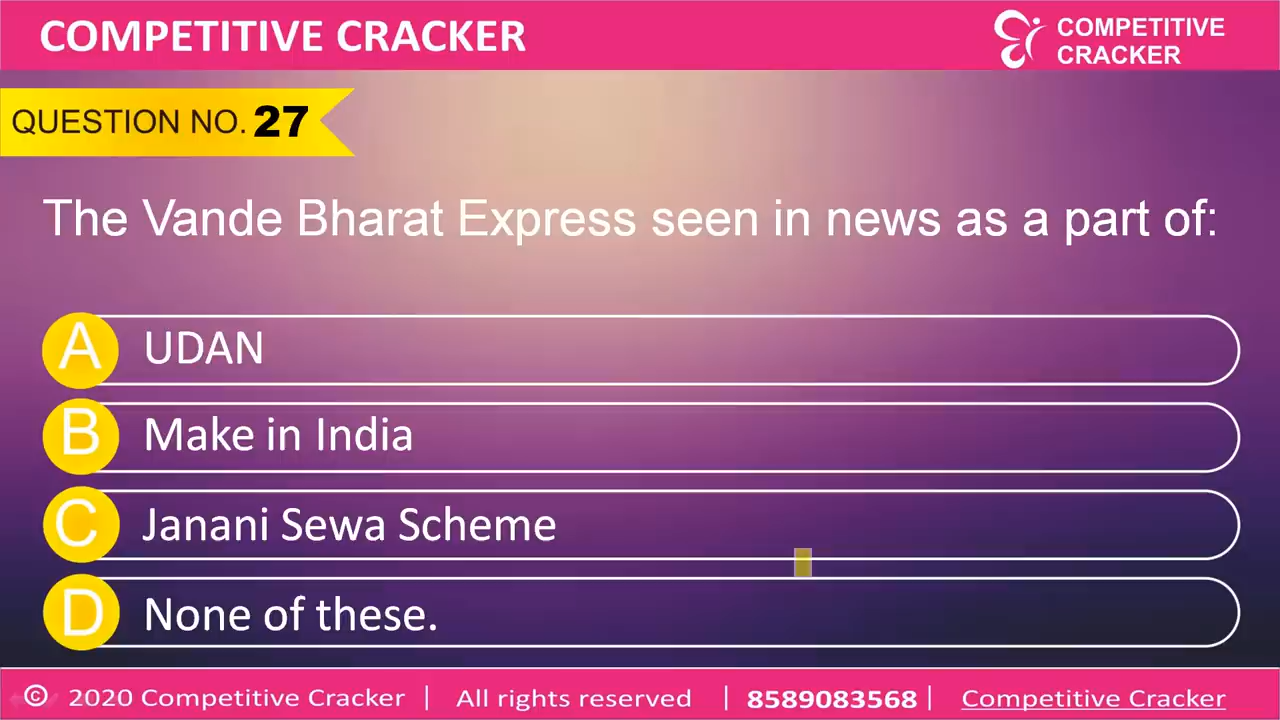 COMPETITIVE CRACKER
COMPETITIVE
CRACKER
QUESTION NO. 27
The Vande Bharat Express seen in news as a part of:
A UDAN
B Make in India
C Janani Sewa Scheme
D None of these.
© 2020 Competitive Cracker | All rights reserved | 8589083568 | Competitive Cracker